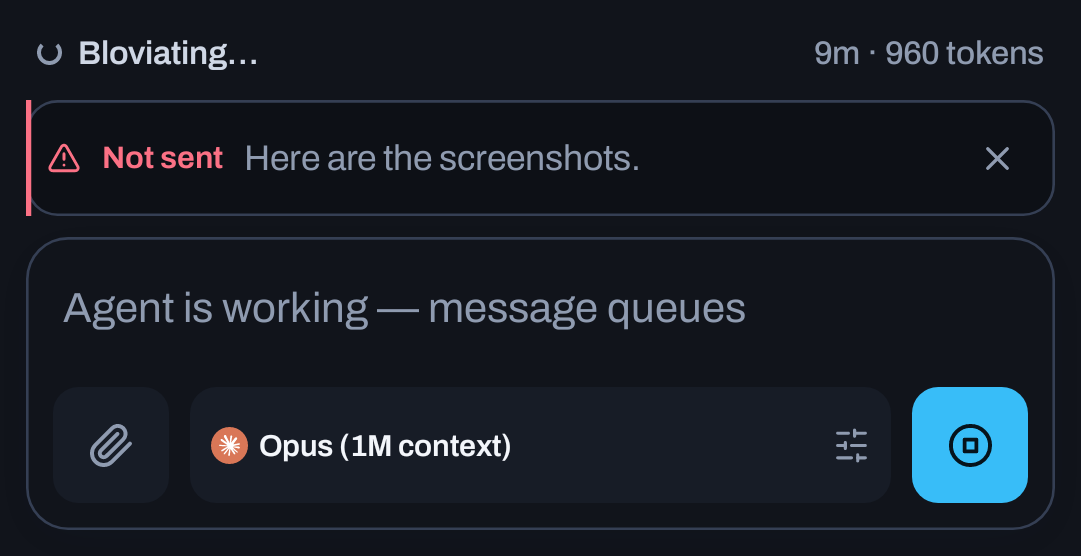 Bloviating...
9m · 960 tokens
Not sent Here are the screenshots.
Agent is working — message queues
Opus (1M context)